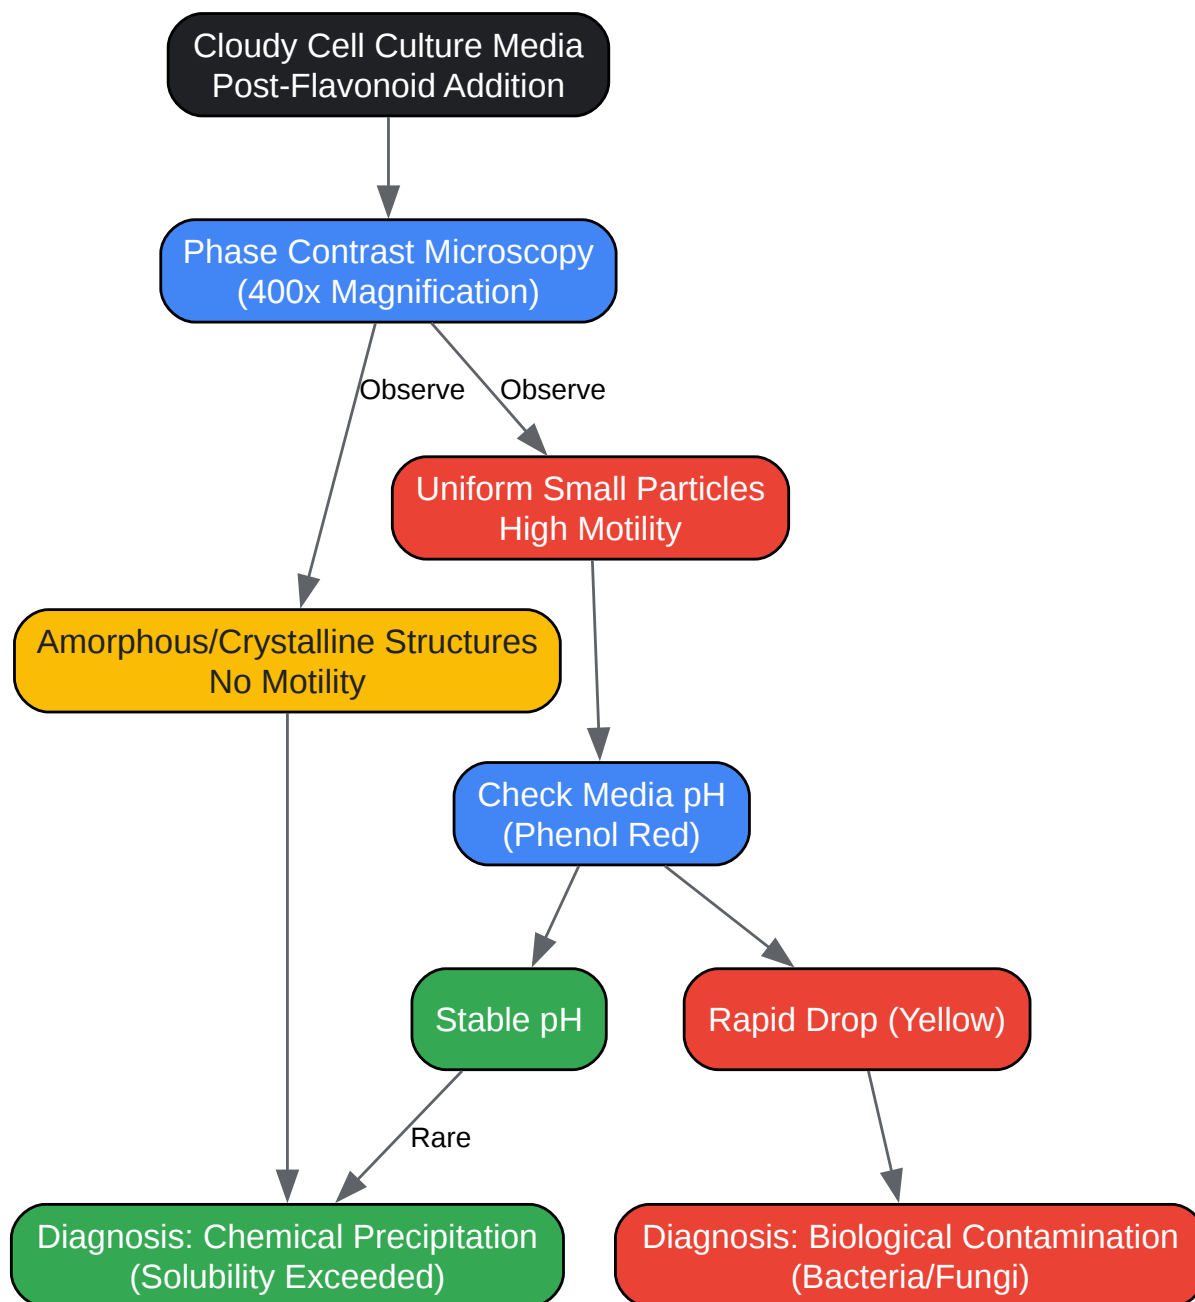 Cloudy Cell Culture Media
Post-Flavonoid Addition
Phase Contrast Microscopy
(400x Magnification)
Observe
Observe
Uniform Small Particles
High Motility
Amorphous/Crystalline Structures
No Motility
Check Media pH
(Phenol Red)
Stable pH
Rapid Drop (Yellow)
Rare
Diagnosis: Chemical Precipitation
(Solubility Exceeded)
Diagnosis: Biological Contamination
(Bacteria/Fungi)